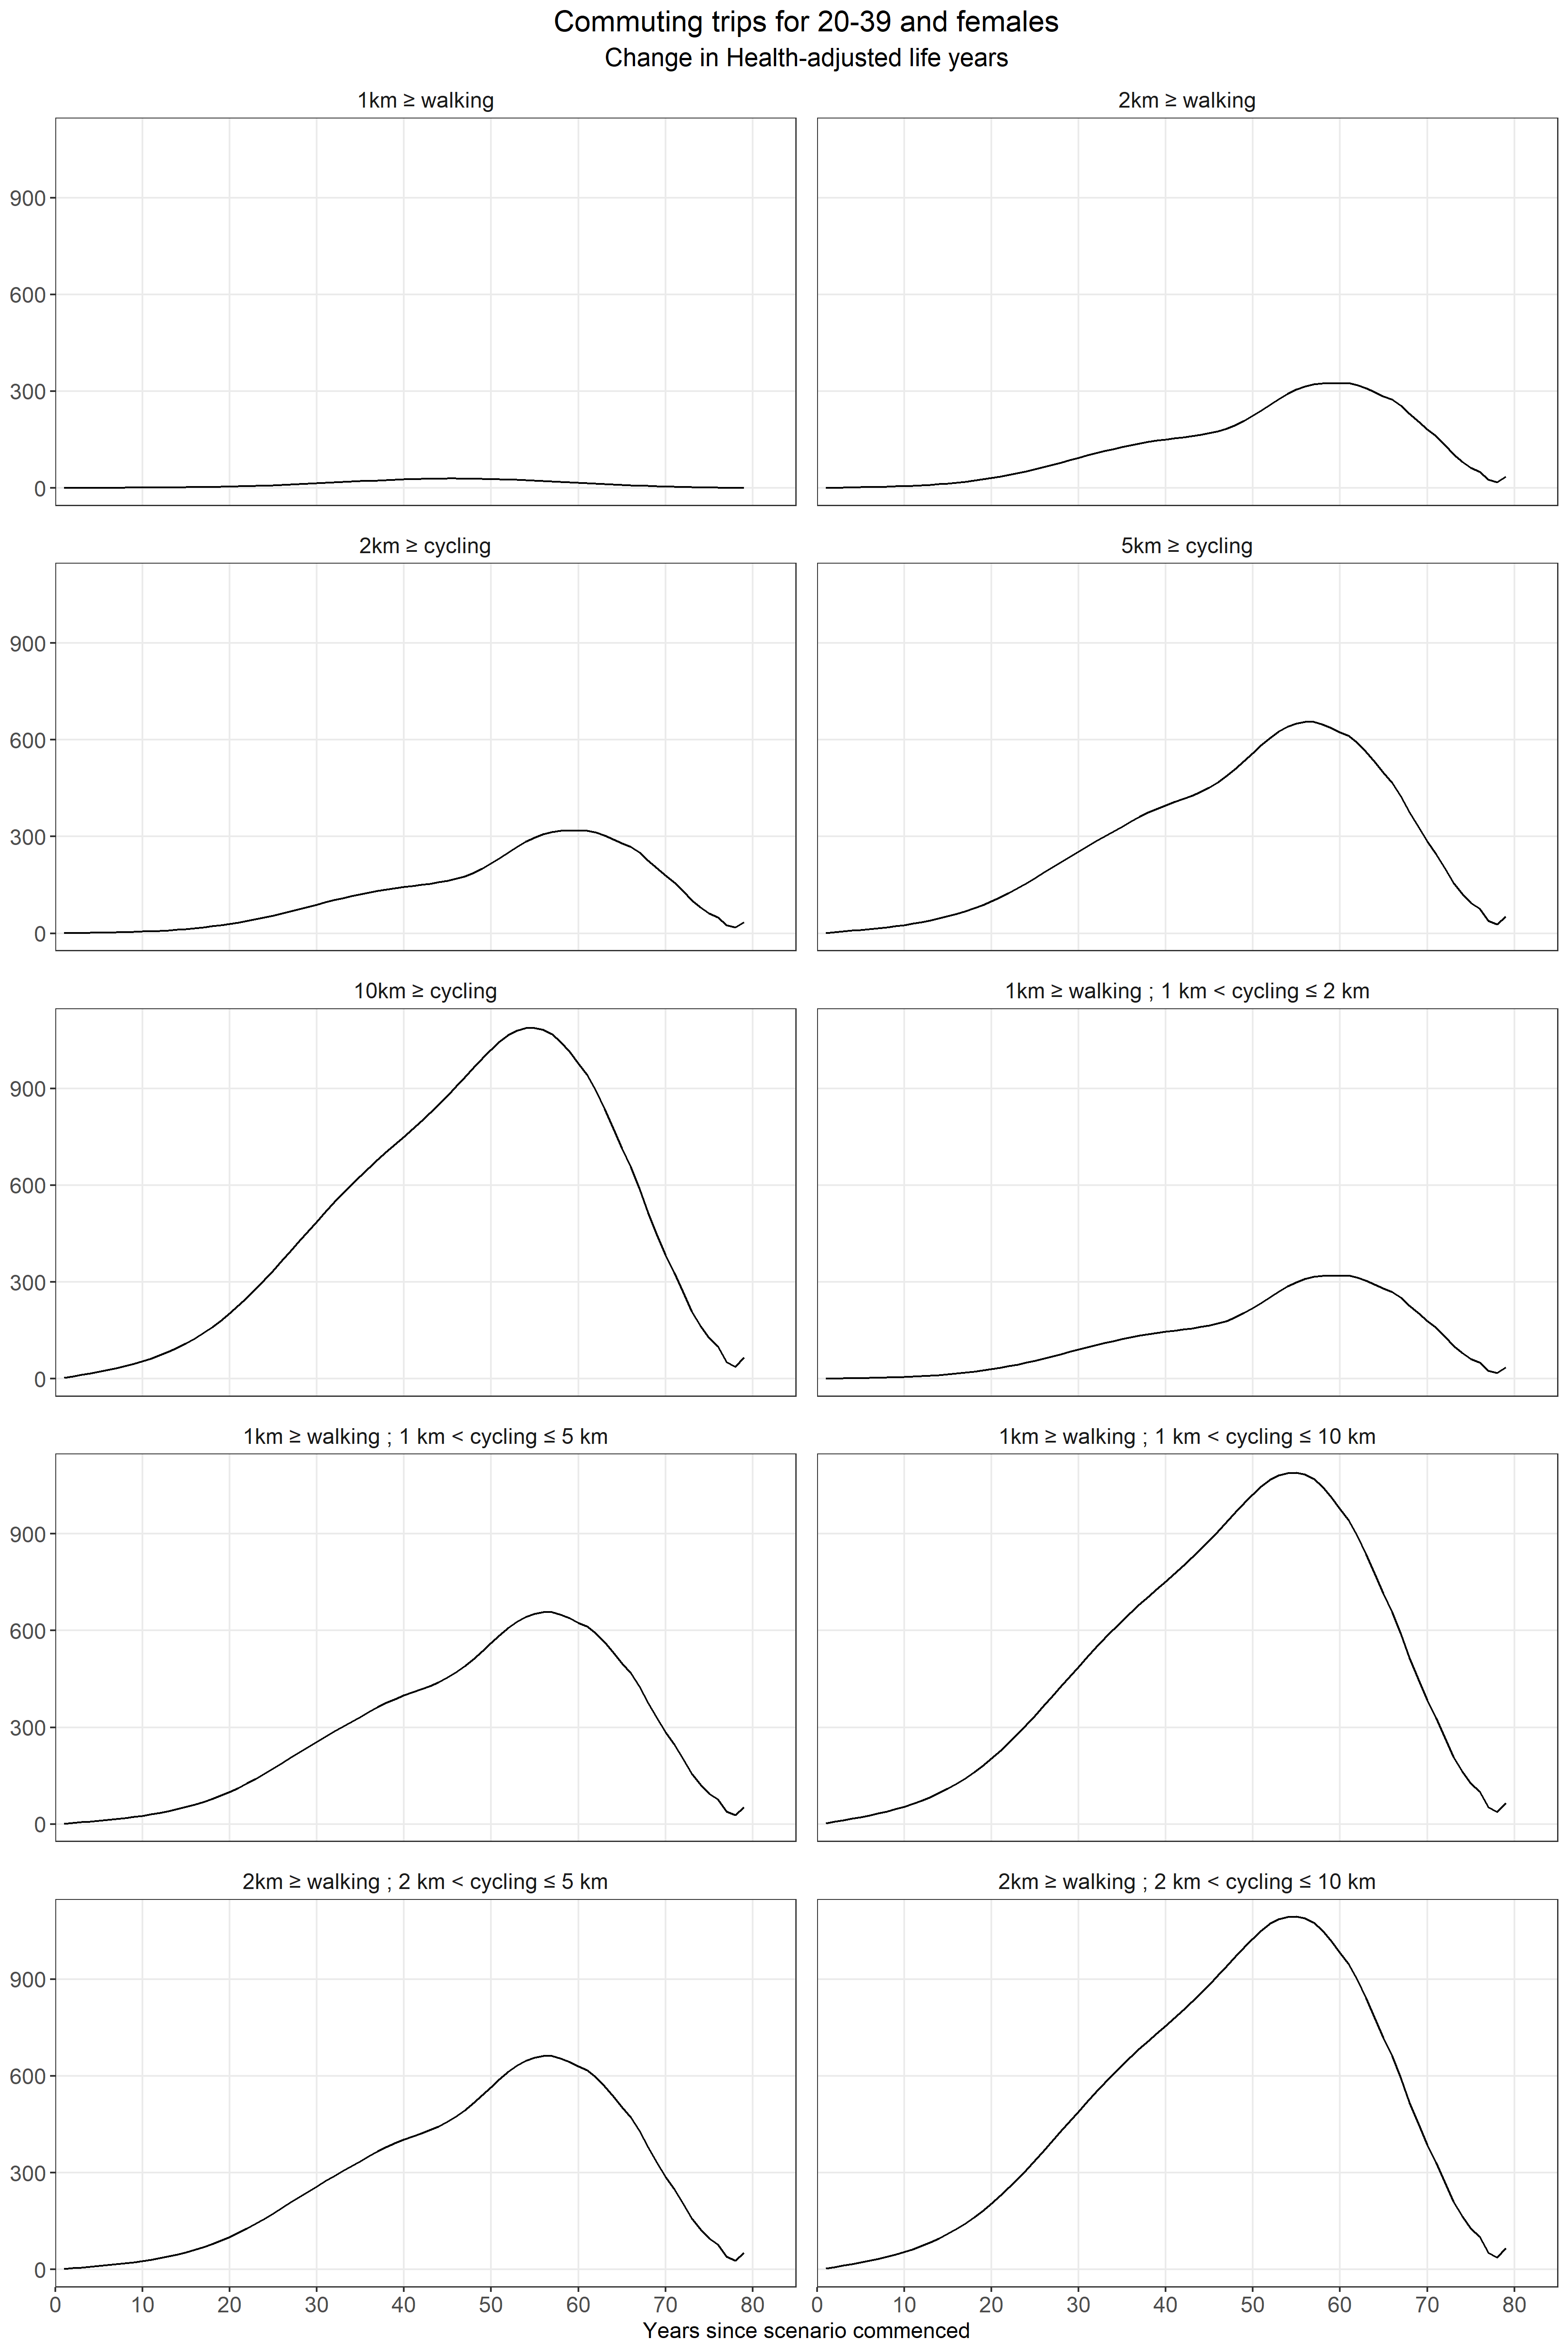 Commuting trips for 20-39 and females
Change in Health-adjusted life years
1km ≥ walking
2km ≥ walking
900
600
300
0
2km ≥ cycling
5km ≥ cycling
900
600
300
0
10km ≥ cycling
1km ≥ walking ; 1 km < cycling ≤ 2 km
900
600
300
0
1km ≥ walking ; 1 km < cycling ≤ 5 km
1km ≥ walking ; 1 km < cycling ≤ 10 km
900
600
300
0
2km ≥ walking ; 2 km < cycling ≤ 5 km
2km ≥ walking ; 2 km < cycling ≤ 10 km
900
600
300
0
0 10 20 30 40 50 60 70 80
0 10 20 30 40 50 60 70 80
Years since scenario commenced